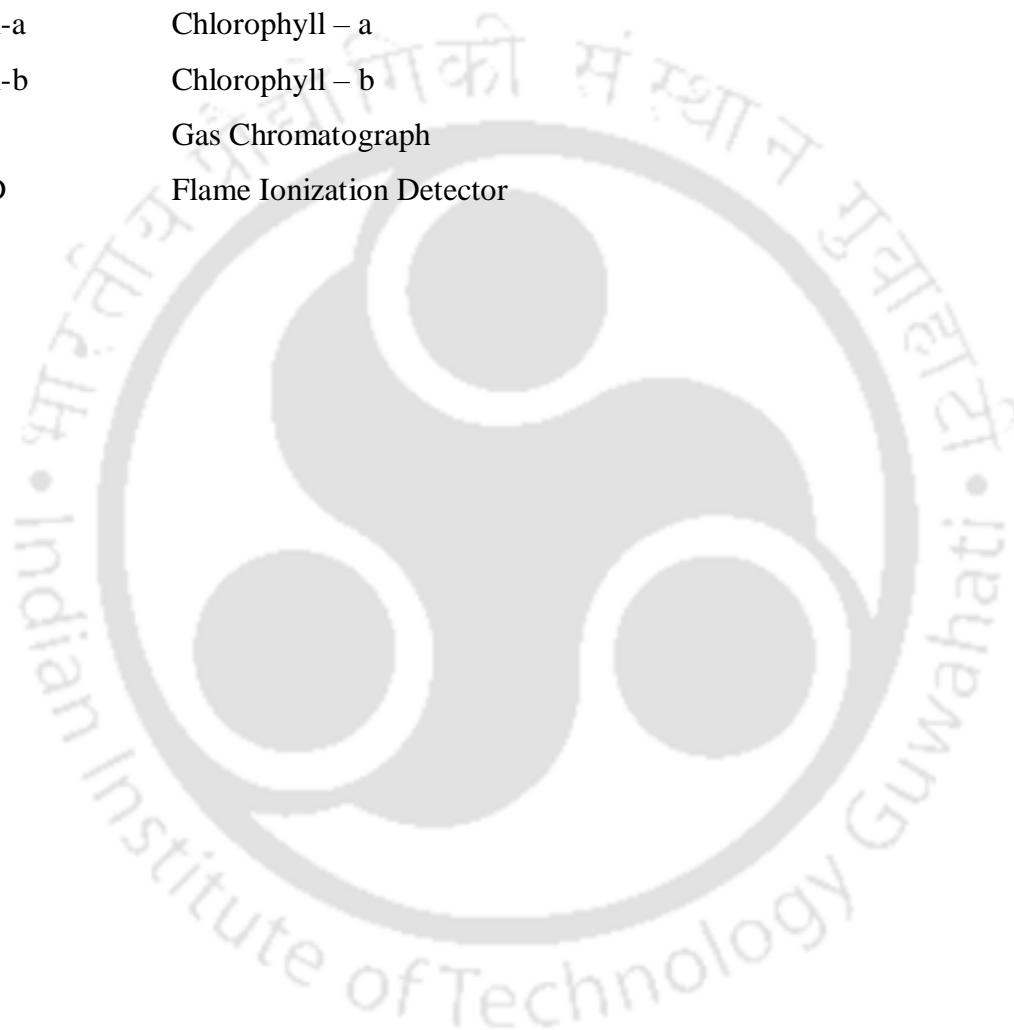 -a Chlorophyll – a
-b Chlorophyll – b
Gas Chromatograph
D Flame Ionization Detector
भारतीय प्रौद्योगिकी संस्थान गुवाहाटी
Indian Institute of Technology Guwahati